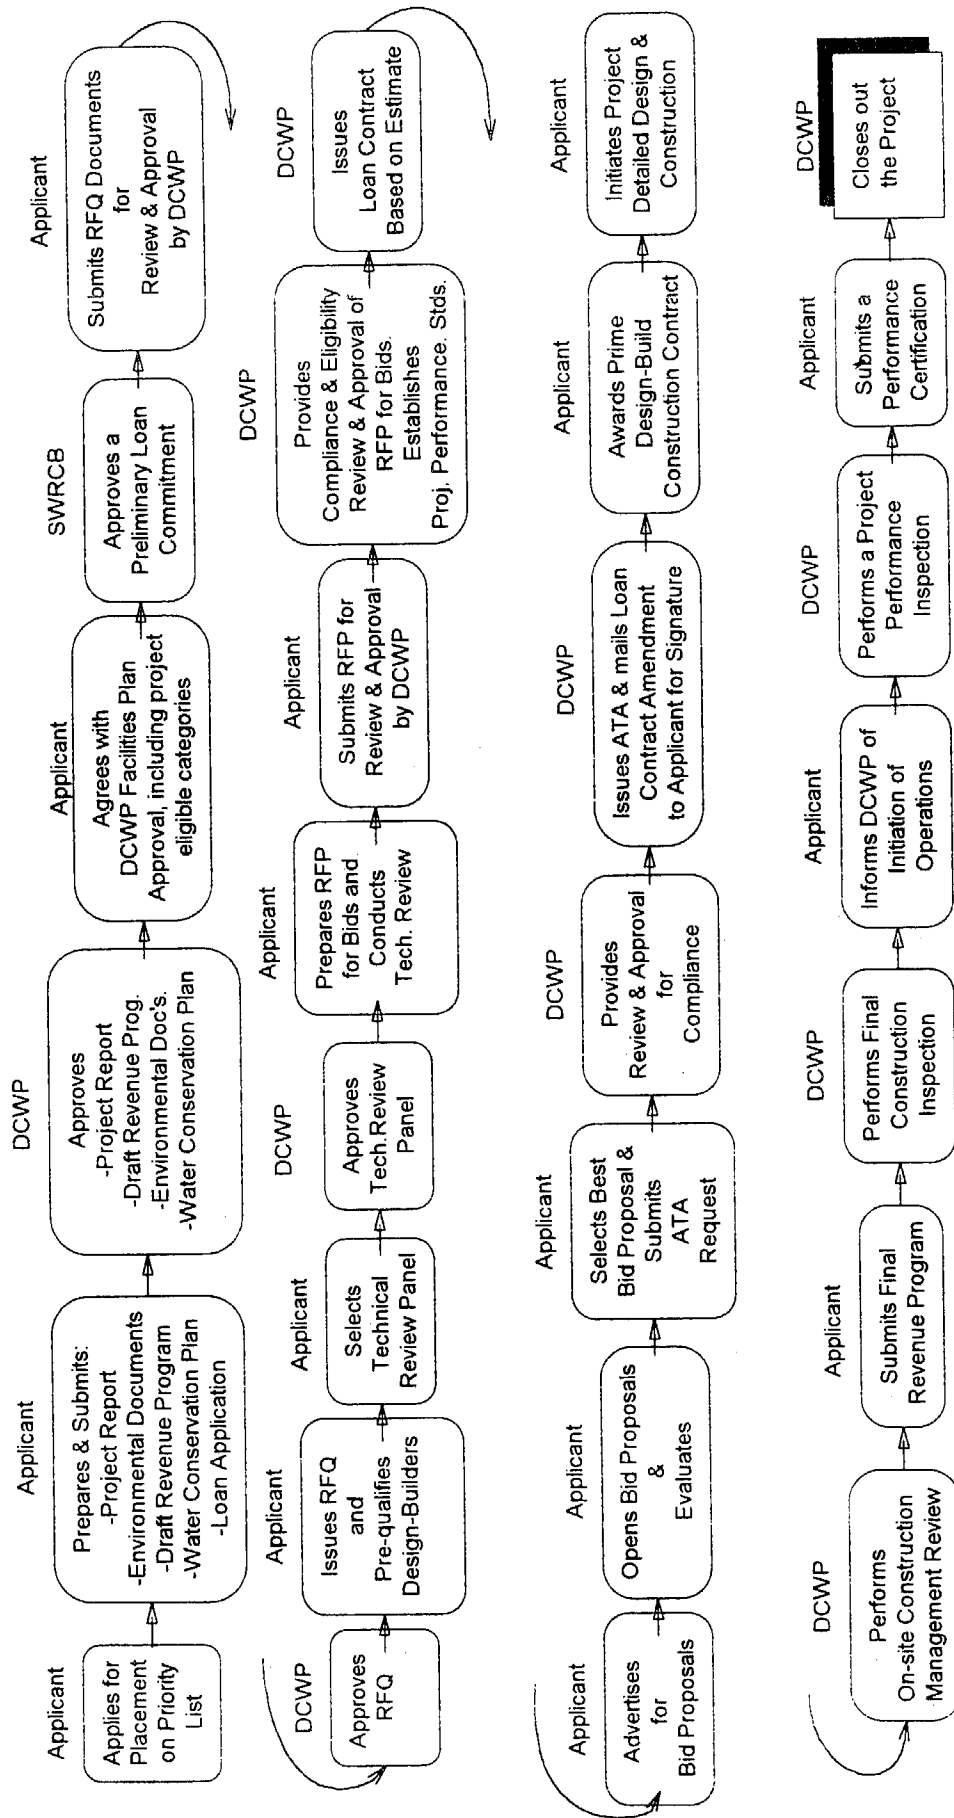 Applicant
Applies for
Placement
on Priority
List
Applicant
Prepares & Submits:
-Project Report
-Environmental Documents
-Draft Revenue Program
-Water Conservation Plan
-Loan Application
DCWP
Approves
-Project Report
-Draft Revenue Prog.
-Environmental Doc's.
-Water Conservation Plan
Applicant
Agrees with
DCWP Facilities Plan
Approval, including project
eligible categories
SWRCB
Approves a
Preliminary Loan
Commitment
Applicant
Submits RFQ Documents
for
Review & Approval
by DCWP
DCWP
Approves
RFQ
Applicant
Issues RFQ
and
Pre-qualifies
Design-Builders
Applicant
Selects
Technical
Review Panel
DCWP
Approves
Tech.Review
Panel
Applicant
Prepares RFP
for Bids and
Conducts
Tech. Review
Applicant
Submits RFP for
Review & Approval
by DCWP
DCWP
Provides
Compliance & Eligibility
Review & Approval of
RFP for Bids.
Establishes
Proj. Performance. Stds.
DCWP
Issues
Loan Contract
Based on Estimate
Applicant
Advertises
for
Bid Proposals
Applicant
Opens Bid Proposals
&
Evaluates
Applicant
Selects Best
Bid Proposal &
Submits
ATA
Request
DCWP
Provides
Review & Approval
for
Compliance
DCWP
Issues ATA & mails Loan
Contract Amendment
to Applicant for Signature
Applicant
Awards Prime
Design-Build
Construction Contract
Applicant
Initiates Project
Detailed Design &
Construction
DCWP
Performs
On-site Construction
Management Review
Applicant
Submits Final
Revenue Program
DCWP
Performs Final
Construction
Inspection
Applicant
Informs DCWP of
Initiation of
Operations
DCWP
Performs a Project
Performance
Inspection
Applicant
Submits a
Performance
Certification
DCWP
Closes out
the Project